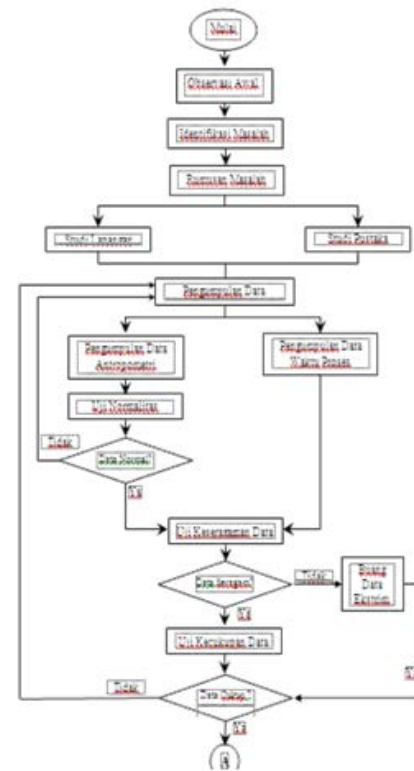 Mulai
Observasi Awal
Identifikasi Masalah
Rumusan Masalah
Studi Lapangan
Studi Pustaka
Pengumpulan Data
Pengumpulan Data
Antropometri
Pengumpulan Data
Waktu Proses
Uji Normalitas
Tidak
Data Normal?
Ya
Uji Keseragaman Data
Data Seragam?
Tidak
Buang
Data
Ekstrim
Ya
Uji Kecukupan Data
Tidak
Data Cukup?
Ya
A